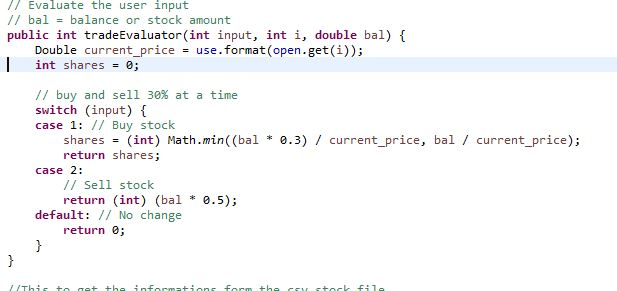 // Evaluate the user input
// bal = balance or stock amount
public int tradeEvaluator(int input, int i, double bal) {
    Double current_price = use.format(open.get(i));
    int shares = 0;

    // buy and sell 30% at a time
    switch (input) {
    case 1: // Buy stock
        shares = (int) Math.min((bal * 0.3) / current_price, bal / current_price);
        return shares;
    case 2:
        // Sell stock
        return (int) (bal * 0.5);
    default: // No change
        return 0;
    }
}

//This to get the informations form the csv stock file